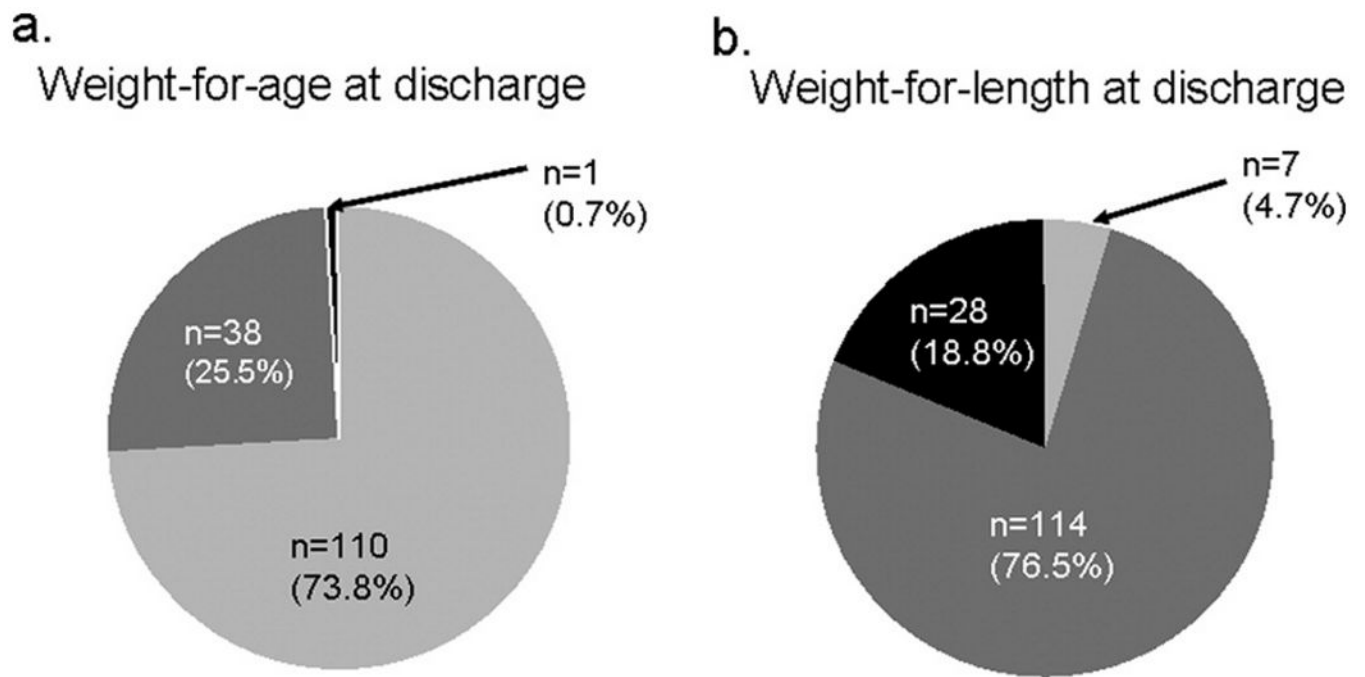 a.
Weight-for-age at discharge
n=1
(0.7%)
n=38
(25.5%)
n=110
(73.8%)
b.
Weight-for-length at discharge
n=7
(4.7%)
n=28
(18.8%)
n=114
(76.5%)